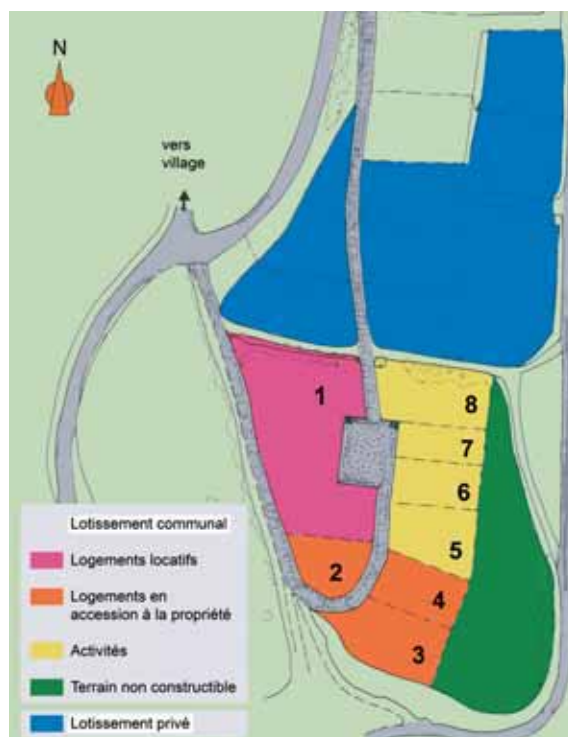 N
vers
village
1
8
7
6
5
2
4
3
Lotissement communal
Logements locatifs
Logements en
accession à la propriété
Activités
Terrain non constructible
Lotissement privé